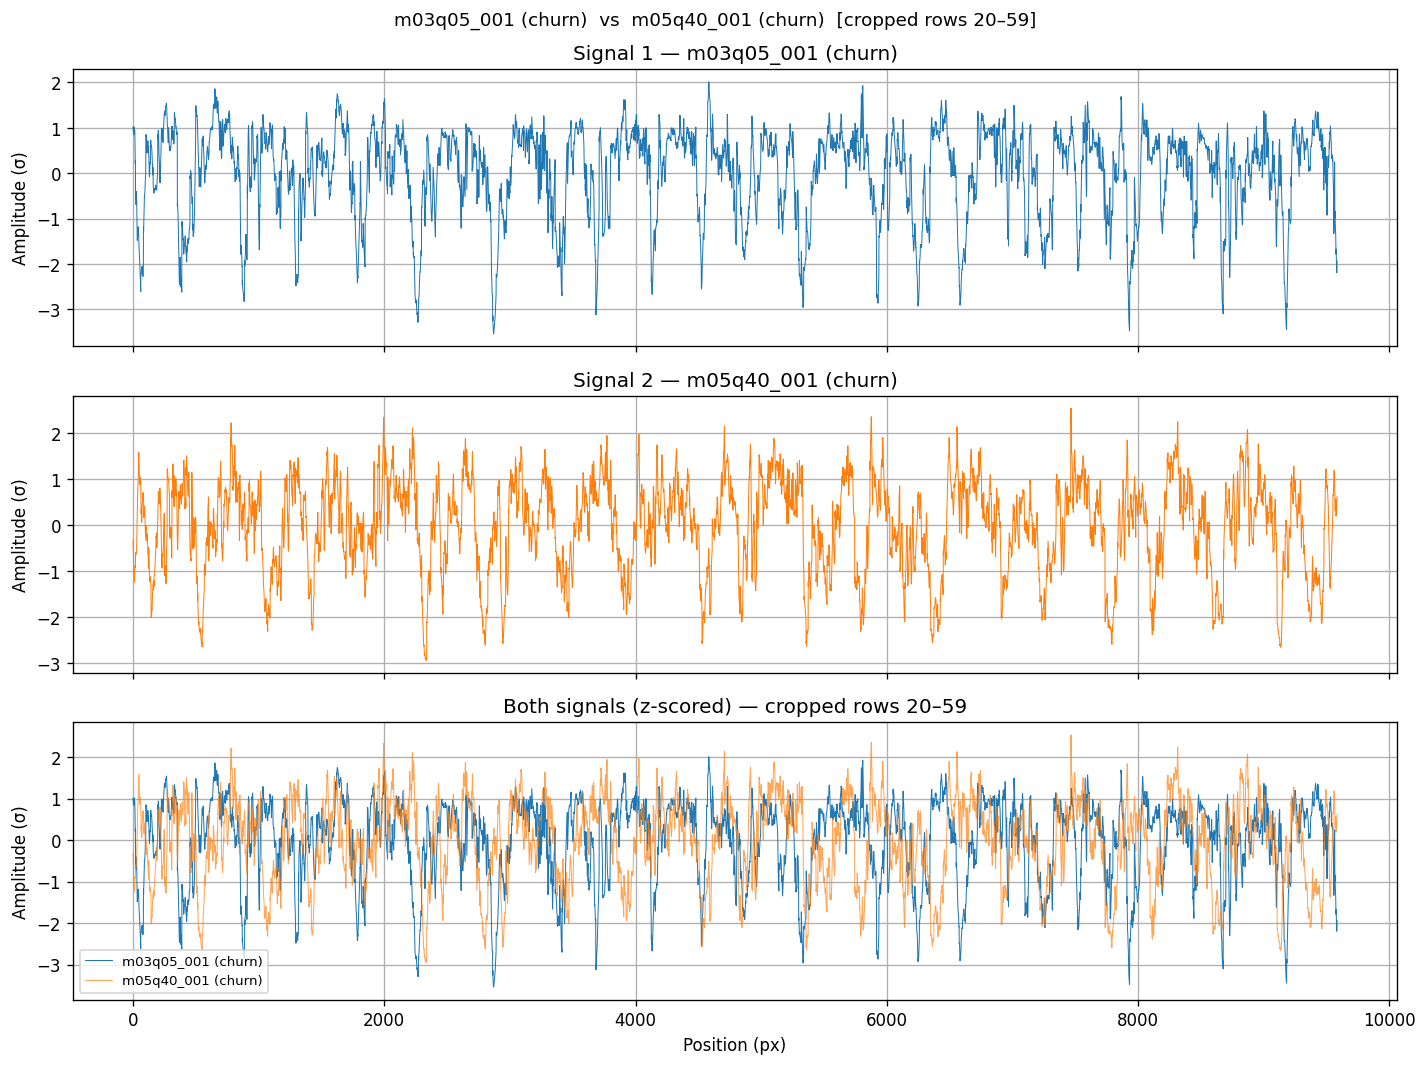 m03q05_001 (churn)  vs  m05q40_001 (churn)  [cropped rows 20–59]
Signal 1 — m03q05_001 (churn)
Amplitude (σ)
2
1
0
−1
−2
−3
Signal 2 — m05q40_001 (churn)
Amplitude (σ)
2
1
0
−1
−2
−3
Both signals (z-scored) — cropped rows 20–59
Amplitude (σ)
2
1
0
−1
−2
−3
m03q05_001 (churn)
m05q40_001 (churn)
0 2000 4000 6000 8000 10000
Position (px)